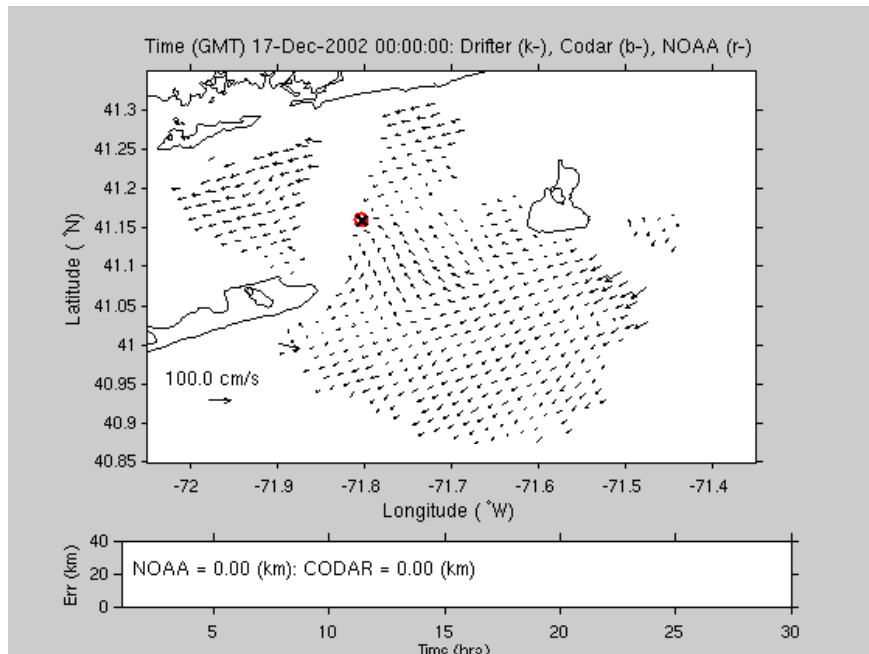 Time (GMT) 17-Dec-2002 00:00:00: Drifter (k-), Codar (b-), NOAA (r-)
41.3
41.25
41.2
41.15
41.1
41.05
41
40.95
40.9
40.85
Latitude ( °N)
100.0 cm/s
-72 -71.9 -71.8 -71.7 -71.6 -71.5 -71.4
Longitude ( °W)
40
20
0
Err (km)
NOAA = 0.00 (km): CODAR = 0.00 (km)
5 10 15 20 25 30
Time (hrs)